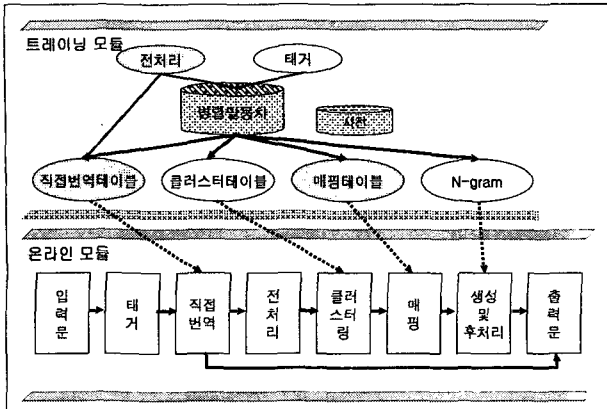 트레이닝 모듈
전처리
태거
병렬말뭉치
사전
직접번역테이블
클러스터테이블
매핑테이블
N-gram
온라인 모듈
입
력
문
태
거
직접
번역
전
처
리
클러
스터
링
매
핑
생성
및
후처리
출
력
문